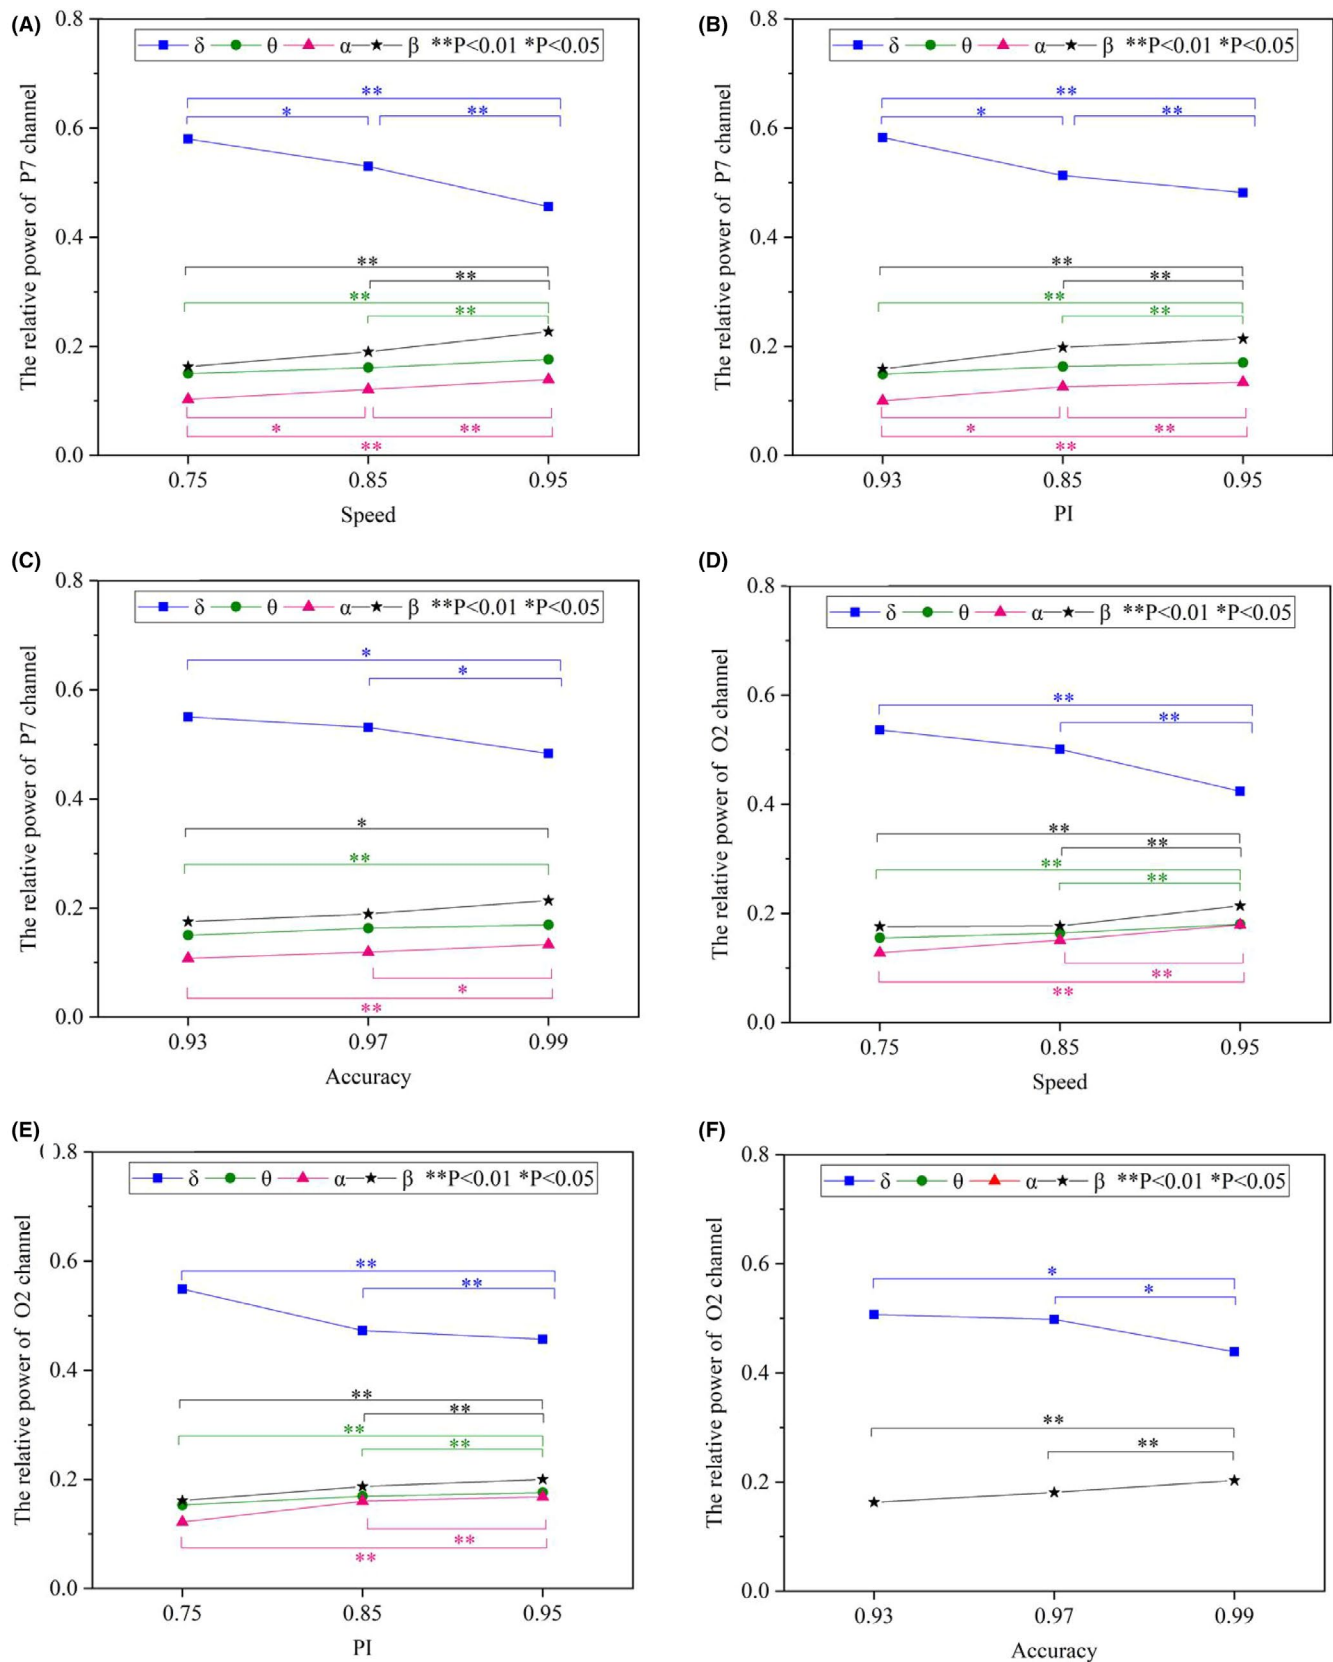 (A)
0.8
δ θ α β **P<0.01 *P<0.05
**
* **
0.6
0.4
**
**
**
**
0.2
* **
**
0.0
0.75 0.85 0.95
Speed
The relative power of P7 channel
(B)
0.8
δ θ α β **P<0.01 *P<0.05
**
* **
0.6
0.4
**
**
**
**
0.2
* **
**
0.0
0.93 0.85 0.95
PI
The relative power of P7 channel
(C)
0.8
δ θ α β **P<0.01 *P<0.05
*
*
0.6
0.4
*
**
0.2
*
**
0.0
0.93 0.97 0.99
Accuracy
The relative power of P7 channel
(D)
0.8
δ θ α β **P<0.01 *P<0.05
**
**
0.6
0.4
**
**
**
**
0.2
**
**
0.0
0.75 0.85 0.95
Speed
The relative power of O2 channel
(E)
0.8
δ θ α β **P<0.01 *P<0.05
**
**
0.6
0.4
**
**
**
**
0.2
**
**
0.0
0.75 0.85 0.95
PI
The relative power of O2 channel
(F)
0.8
δ θ α β **P<0.01 *P<0.05
*
*
0.6
0.4
**
**
0.2
0.0
0.93 0.97 0.99
Accuracy
The relative power of O2 channel